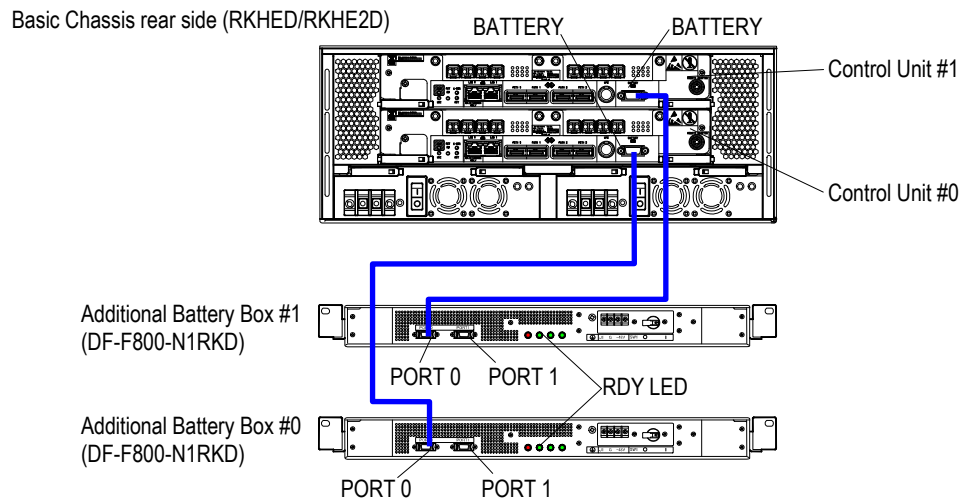 Basic Chassis rear side (RKHED/RKHE2D)
BATTERY
BATTERY
Control Unit #1
Control Unit #0
Additional Battery Box #1
(DF-F800-N1RKD)
PORT 0
PORT 1
RDY LED
Additional Battery Box #0
(DF-F800-N1RKD)
PORT 0
PORT 1